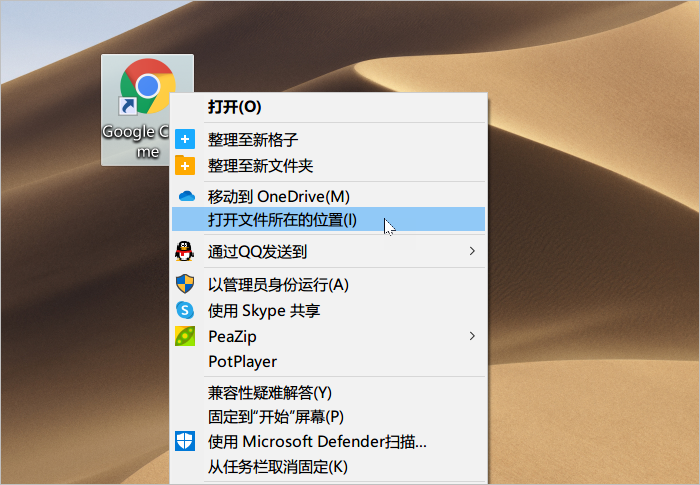 Google C
me
打开(O)
整理至新格子
整理至新文件夹
移动到 OneDrive(M)
打开文件所在的位置(I)
通过QQ发送到
以管理员身份运行(A)
使用 Skype 共享
PeaZip
PotPlayer
兼容性疑难解答(Y)
固定到“开始”屏幕(P)
使用 Microsoft Defender扫描...
从任务栏取消固定(K)